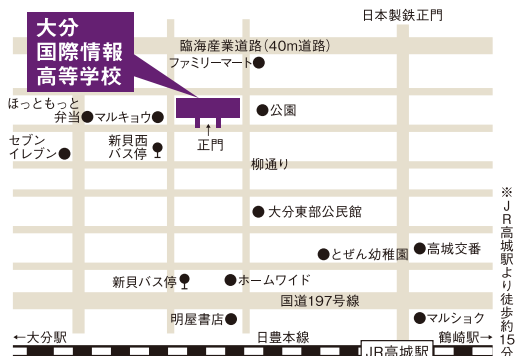 日本製鉄正門
大分
国際情報
高等学校
臨海産業道路(40m道路)
ファミリーマート
ほっともっと
弁当
マルキョウ
公園
正門
セブン
イレブン
新貝西
バス停
柳通り
大分東部公民館
とぜん幼稚園
高城交番
新貝バス停
ホームワイド
国道197号線
明屋書店
マルショク
←大分駅
日豊本線
鶴崎駅→
JR高城駅
※JR高城駅より徒歩約15分